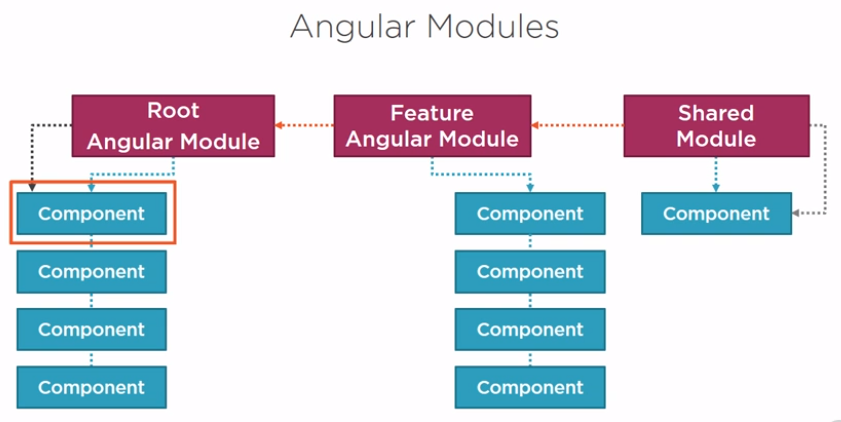 Angular Modules
Root
Angular Module
Feature
Angular Module
Shared
Module
Component
Component
Component
Component
Component
Component
Component
Component
Component